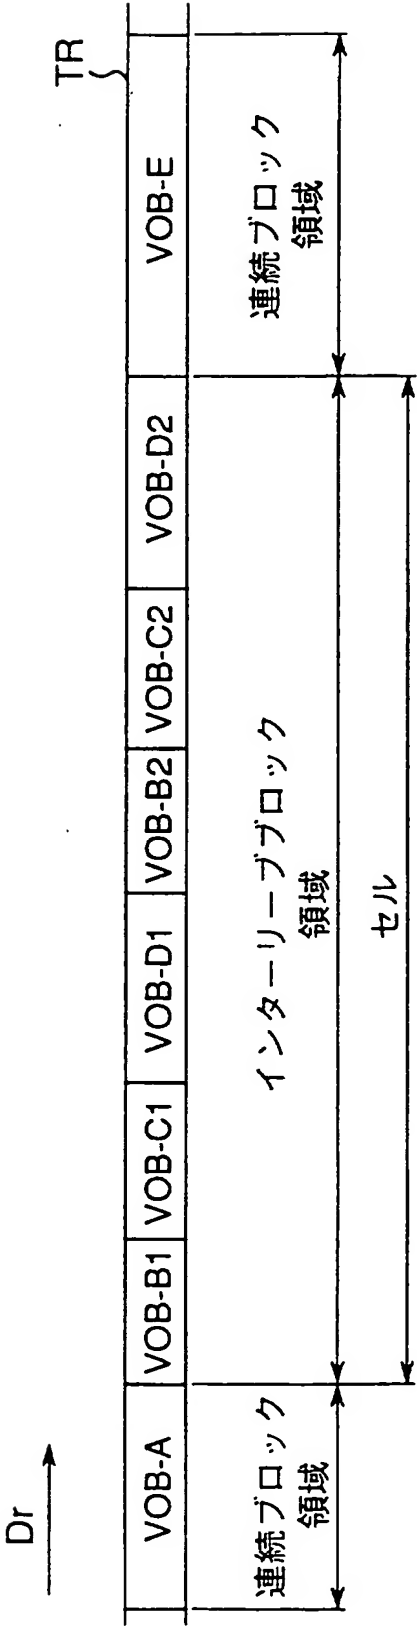 Dr
TR
VOB-A
VOB-B1
VOB-C1
VOB-D1
VOB-B2
VOB-C2
VOB-D2
VOB-E
連続ブロック
領域
インターリーブブロック
領域
連続ブロック
領域
セル